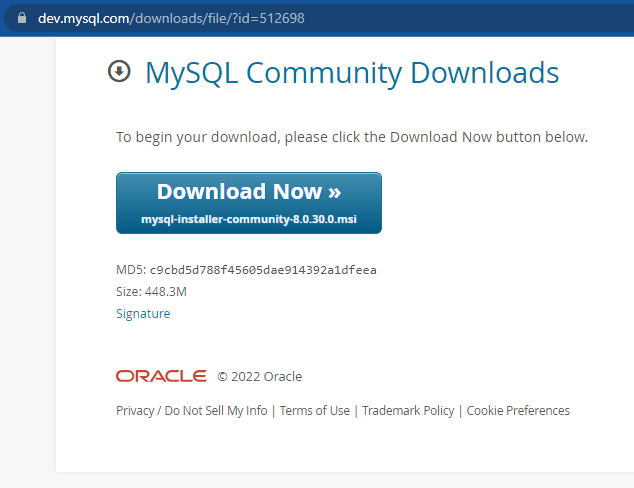 dev.mysql.com/downloads/file/?id=512698
MySQL Community Downloads
To begin your download, please click the Download Now button below.
Download Now »
mysql-installer-community-8.0.30.0.msi
MD5: c9cbd5d788f45605dae914392a1dfeea
Size: 448.3M
Signature
ORACLE © 2022 Oracle
Privacy / Do Not Sell My Info | Terms of Use | Trademark Policy | Cookie Preferences